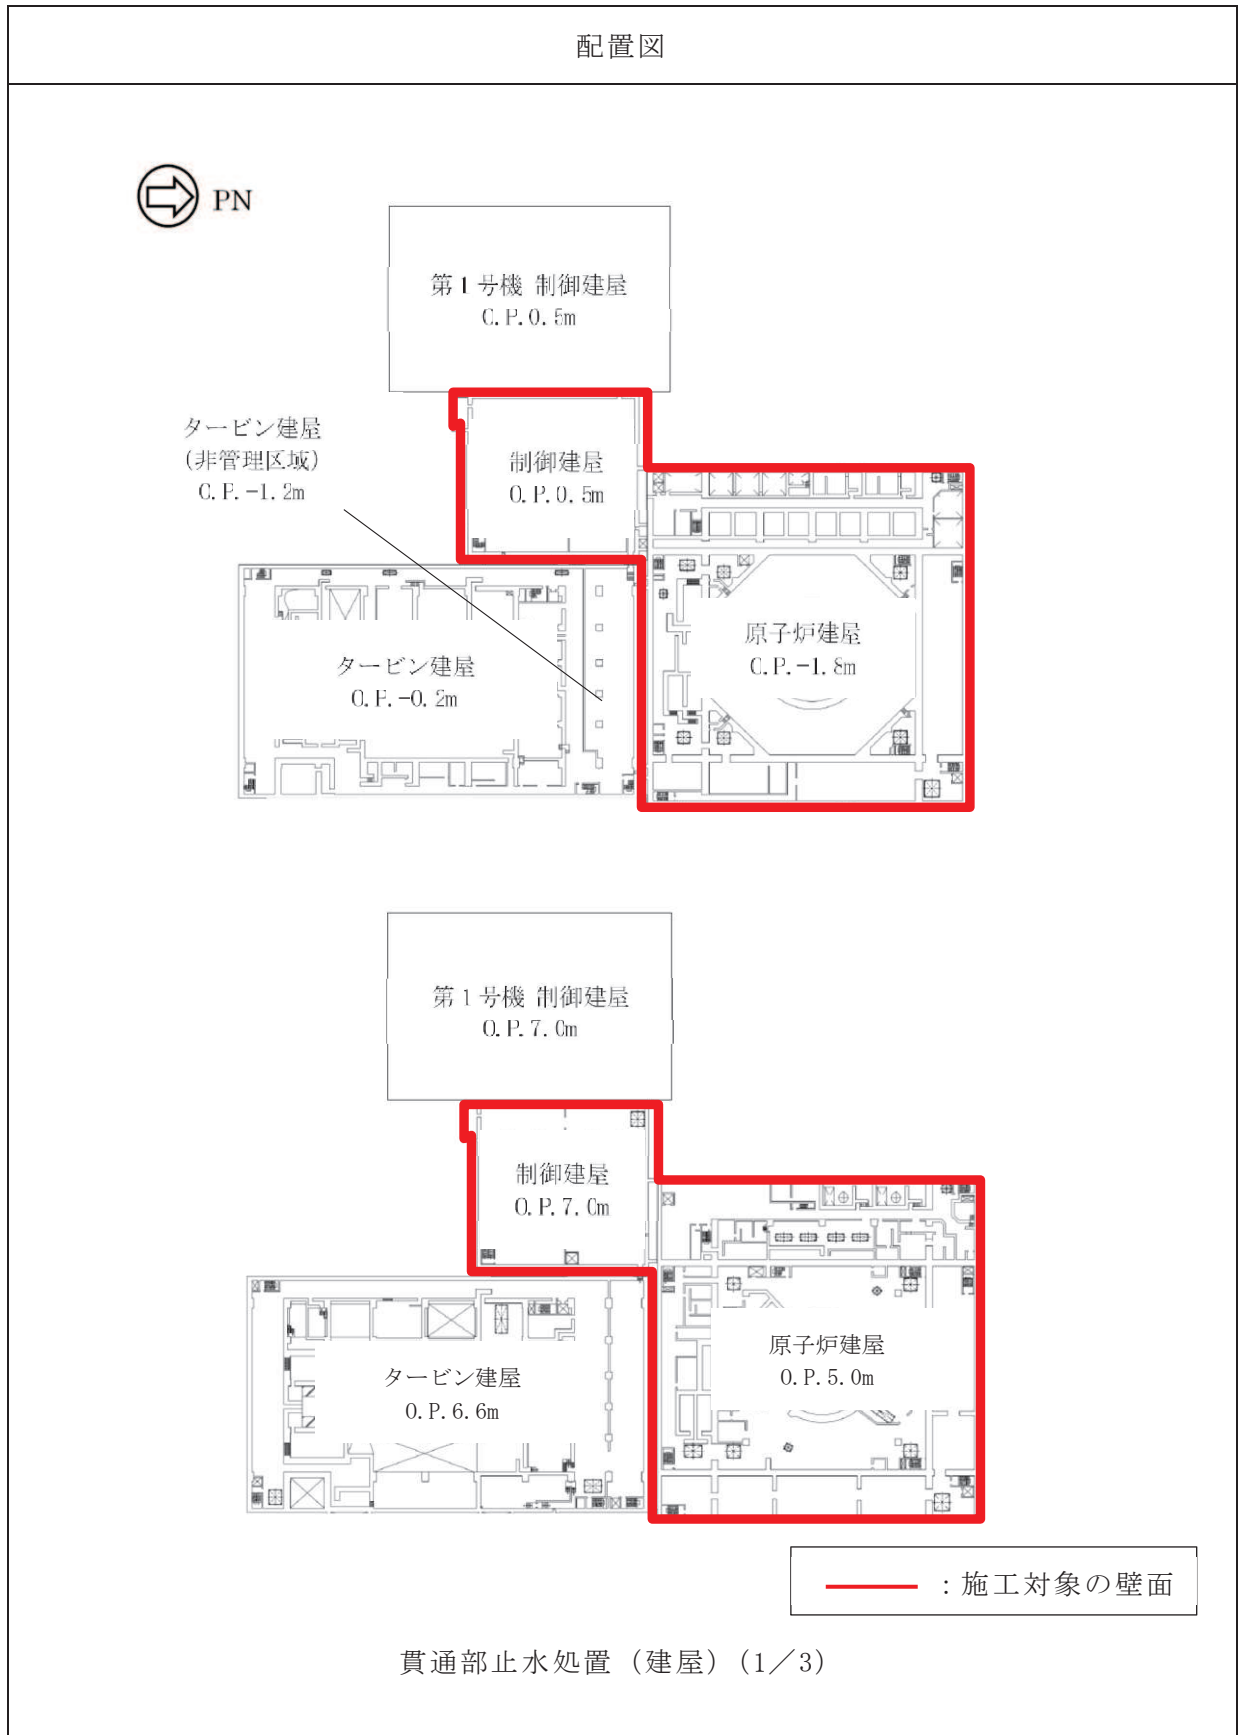 配置図
PN
第1号機 制御建屋
O.P.0.5m
タービン建屋
(非管理区域)
O.P.-1.2m
制御建屋
O.P.0.5m
原子炉建屋
O.P.-1.8m
タービン建屋
O.P.-0.2m
第1号機 制御建屋
O.P.7.0m
制御建屋
O.P.7.0m
原子炉建屋
O.P.5.0m
タービン建屋
O.P.6.6m
：施工対象の壁面
貫通部止水処置（建屋）(1／3)